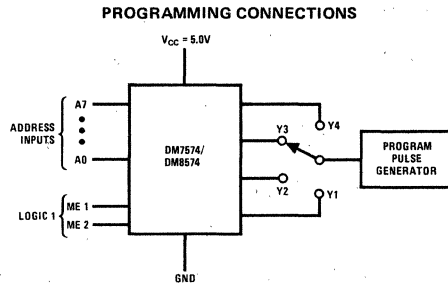 PROGRAMMING CONNECTIONS
VCC = 5.0V
A7
ADDRESS
INPUTS
A0
DM7574/
DM8574
Y4
Y3
Y2
Y1
PROGRAM
PULSE
GENERATOR
LOGIC 1
ME 1
ME 2
GND